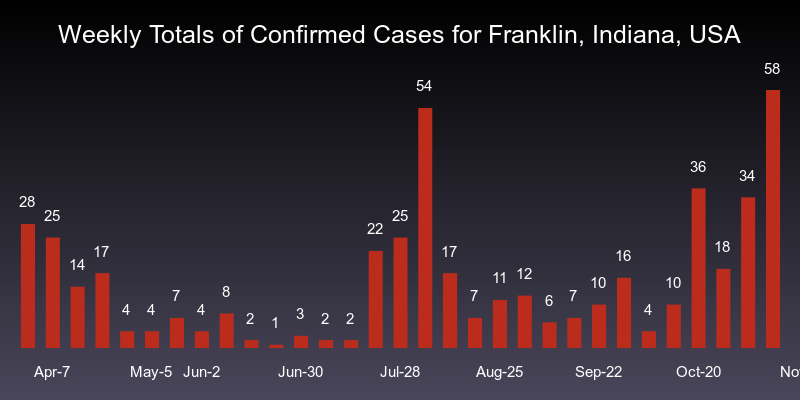 Weekly Totals of Confirmed Cases for Franklin, Indiana, USA
28 25 14 17 4 4 7 4 8 2 1 3 2 2 22 25 54 17 7 11 12 6 7 10 16 4 10 36 18 34 58
Apr-7 May-5 Jun-2 Jun-30 Jul-28 Aug-25 Sep-22 Oct-20